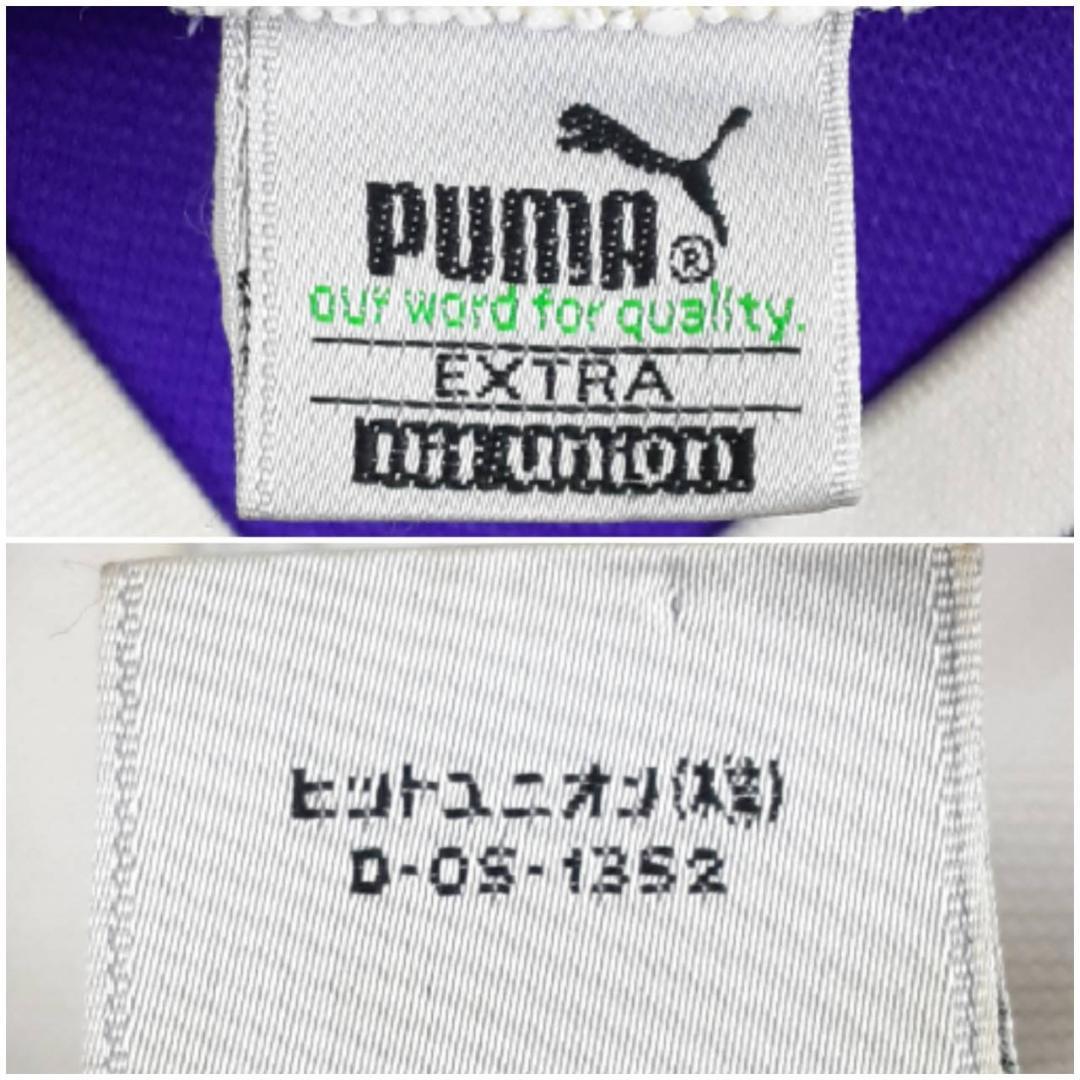 PUMA®
our word for quality.
EXTRA
hit union
ヒットユニオン(株)
D-OS-1352